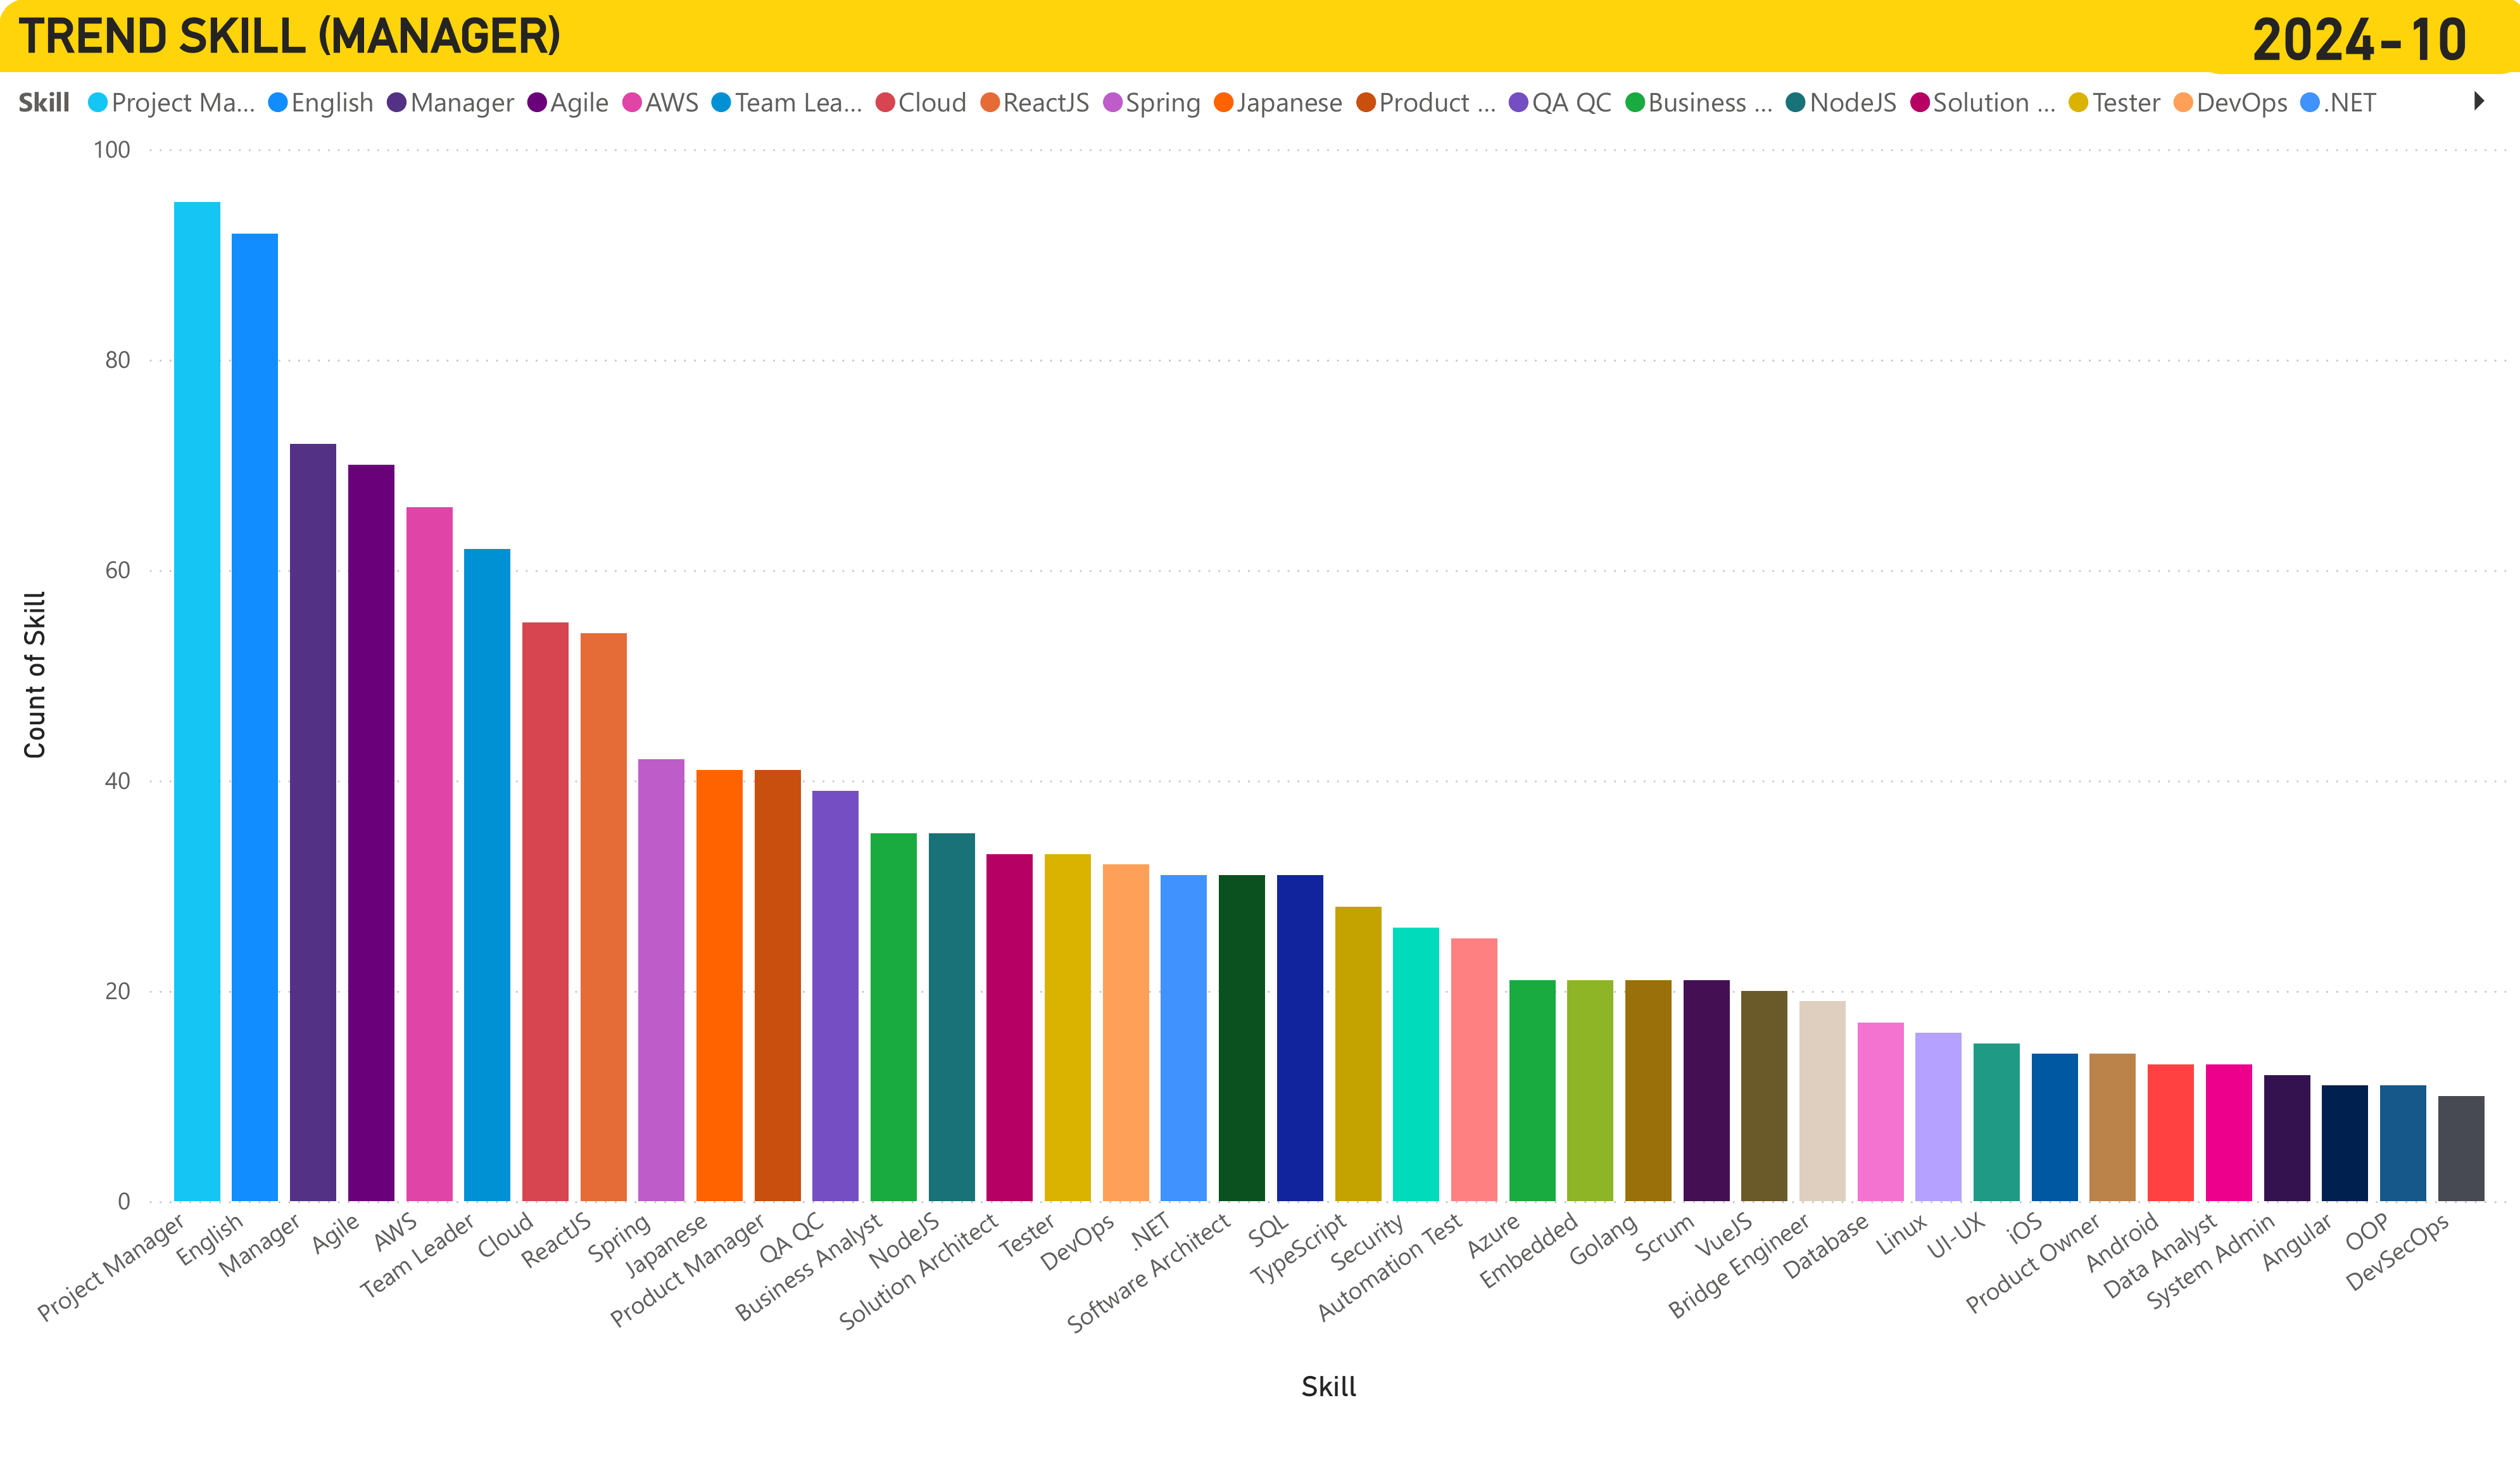 TREND SKILL (MANAGER)
2024-10
Skill Project Ma... English Manager Agile AWS Team Lea... Cloud ReactJS Spring Japanese Product ... QA QC Business ... NodeJS Solution ... Tester DevOps .NET
100
80
60
40
20
0
Count of Skill
Project Manager
English
Manager
Agile
AWS
Team Leader
Cloud
ReactJS
Spring
Japanese
Product Manager
QA QC
Business Analyst
NodeJS
Solution Architect
Tester
DevOps
.NET
Software Architect
SQL
TypeScript
Security
Automation Test
Azure
Embedded
Golang
Scrum
VueJS
Bridge Engineer
Database
Linux
UI-UX
iOS
Product Owner
Android
Data Analyst
System Admin
Angular
OOP
DevSecOps
Skill